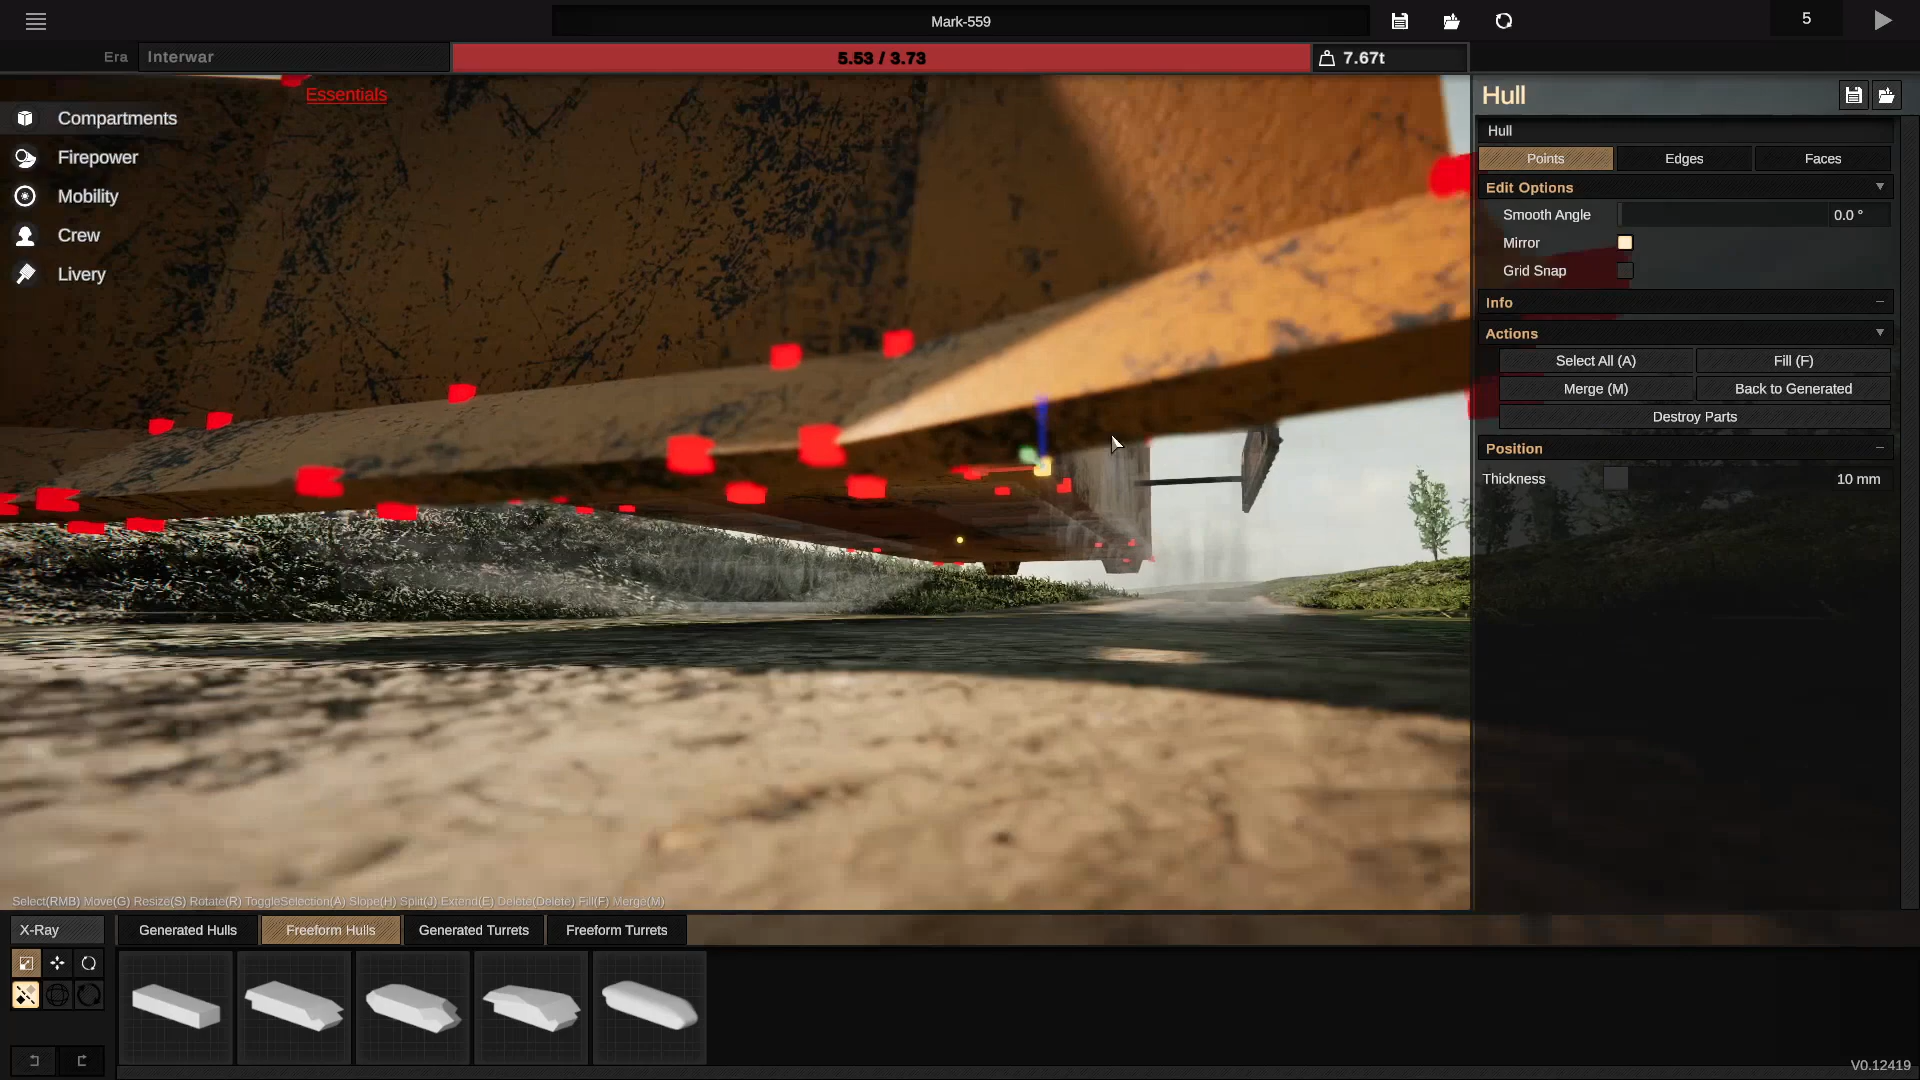 Mark-559
5
Era
Interwar
5.53 / 3.73
7.67t
Essentials
Compartments
Firepower
Mobility
Crew
Livery
Hull
Hull
Points
Edges
Faces
Edit Options
Smooth Angle
0.0 °
Mirror
Grid Snap
Info
Actions
Select All (A)
Fill (F)
Merge (M)
Back to Generated
Destroy Parts
Position
Thickness
10 mm
Select(RMB) Move(G) Resize(S) Rotate(R) ToggleSelection(A) Slope(H) Split(J) Extend(E) Delete(Delete) Fill(F) Merge(M)
X-Ray
Generated Hulls
Freeform Hulls
Generated Turrets
Freeform Turrets
V0.12419